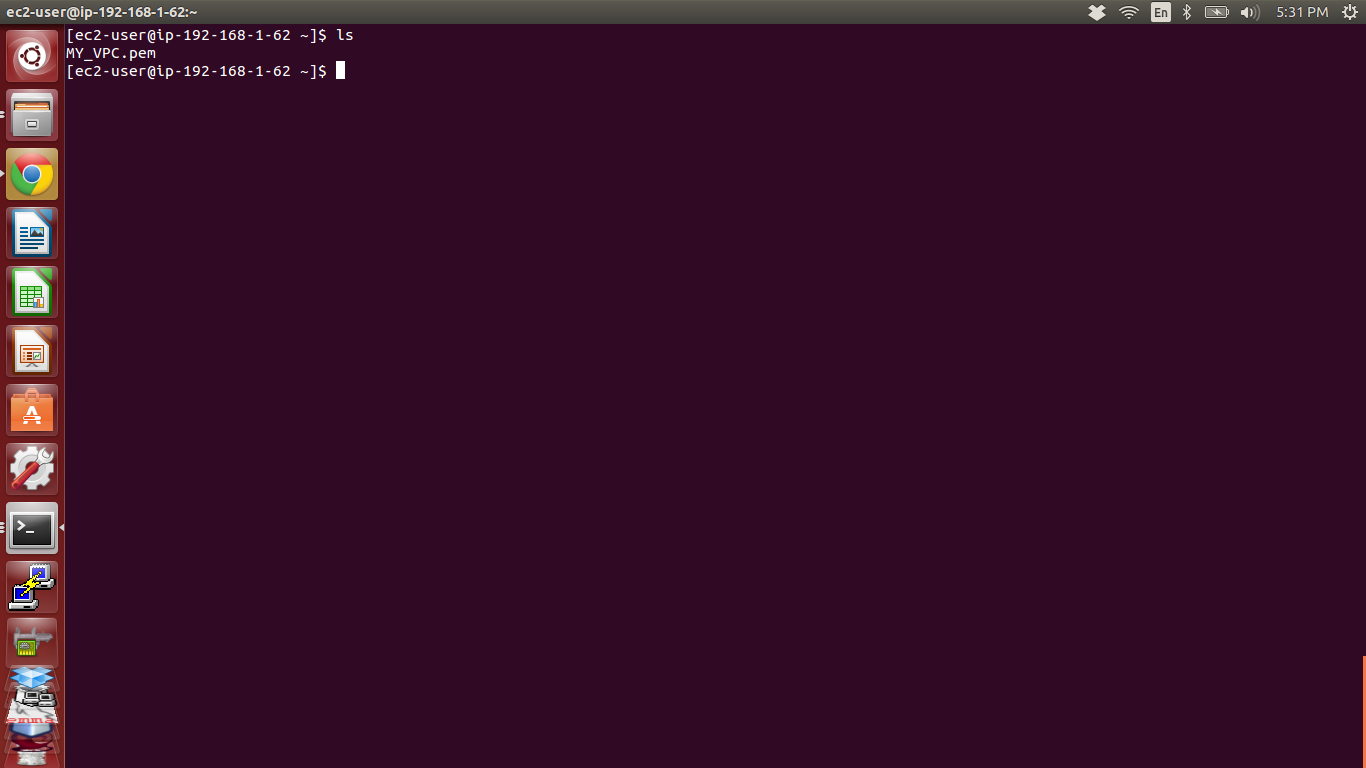 ec2-user@ip-192-168-1-62:~
En
5:31 PM
[ec2-user@ip-192-168-1-62 ~]$ ls
MY_VPC.pem
[ec2-user@ip-192-168-1-62 ~]$